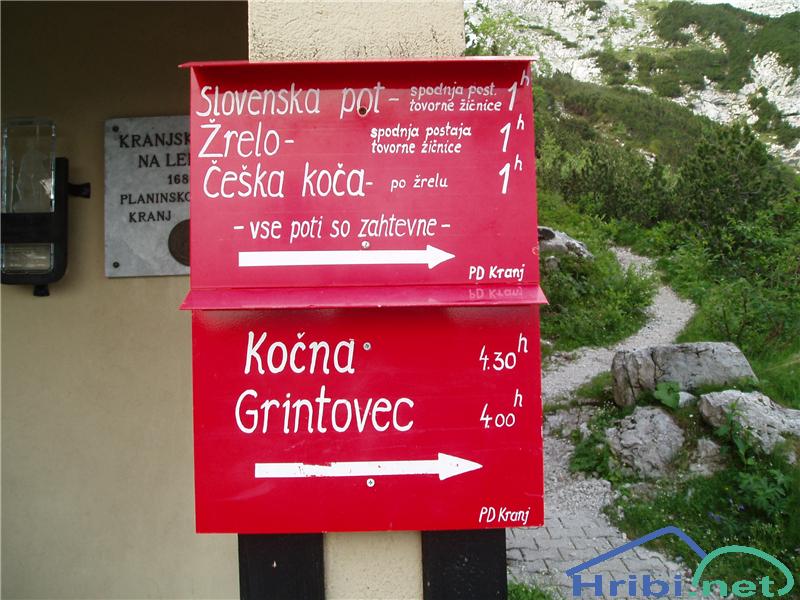 KRANJSK
NA LE
168
PLANINSKO
KRANJ
Slovenska pot - spodnja post. tovorne žičnice 1h
Žrelo - spodnja postaja tovorne žičnice 1h
Češka koča - po žrelu 1h
- vse poti so zahtevne -
PD Kranj
Kočna 4.30h
Grintovec 4.00h
PD Kranj
Hribi.net